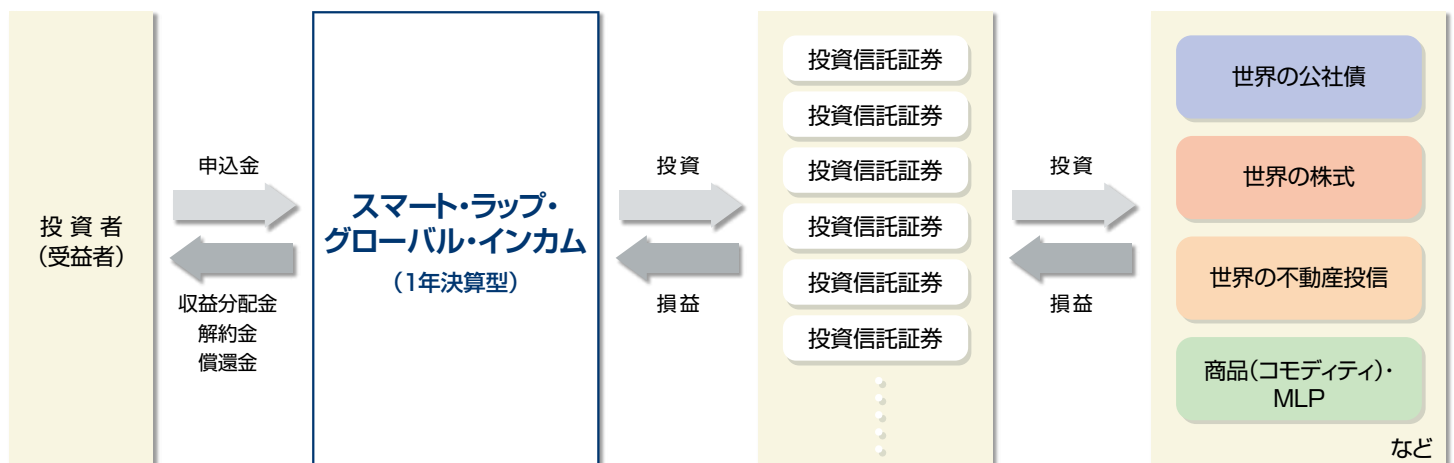 投資者
（受益者）
申込金
収益分配金
解約金
償還金
スマート・ラップ・
グローバル・インカム
（1年決算型）
投資
損益
投資信託証券
投資信託証券
投資信託証券
投資信託証券
投資信託証券
投資信託証券
投資
損益
世界の公社債
世界の株式
世界の不動産投信
商品（コモディティ）・
MLP
など